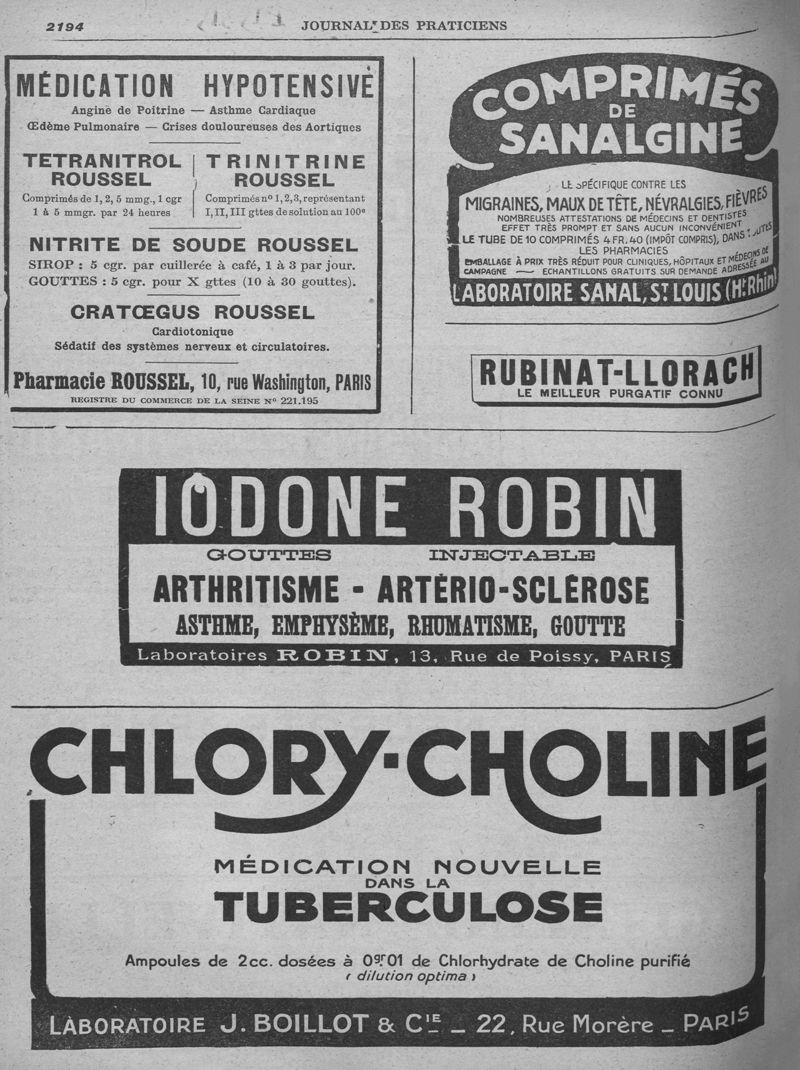 2194
JOURNAL DES PRATICIENS
MÉDICATION HYPOTENSIVE
Angine de Poitrine — Asthme Cardiaque
Œdème Pulmonaire — Crises douloureuses des Aortiques
TETRANITROL
ROUSSEL
Comprimés de 1, 2, 5 mmg., 1 cgr
1 à 5 mmgr. par 24 heures
TRINITRINE
ROUSSEL
Comprimés nº 1, 2, 3, représentant
I, II, III gttes de solution au 100e
NITRITE DE SOUDE ROUSSEL
SIROP : 5 cgr. par cuillerée à café, 1 à 3 par jour.
GOUTTES : 5 cgr. pour X gttes (10 à 30 gouttes).
CRATŒGUS ROUSSEL
Cardiotonique
Sédatif des systèmes nerveux et circulatoires.
Pharmacie ROUSSEL, 10, rue Washington, PARIS
REGISTRE DU COMMERCE DE LA SEINE Nº 221.195
COMPRIMÉS
DE
SANALGINE
LE SPÉCIFIQUE CONTRE LES
MIGRAINES, MAUX DE TÊTE, NÉVRALGIES, FIÈVRES
NOMBREUSES ATTESTATIONS DE MÉDECINS ET DENTISTES
EFFET TRÈS PROMPT ET SANS AUCUN INCONVÉNIENT
LE TUBE DE 10 COMPRIMÉS 4 FR. 40 (IMPÔT COMPRIS), DANS TOUTES
LES PHARMACIES
EMBALLAGE À PRIX TRÈS RÉDUIT POUR CLINIQUES, HÔPITAUX ET MÉDECINS DE
CAMPAGNE — ECHANTILLONS GRATUITS SUR DEMANDE ADRESSÉE AU
LABORATOIRE SANAL, ST. LOUIS (Ht. Rhin)
RUBINAT-LLORACH
LE MEILLEUR PURGATIF CONNU
IODONE ROBIN
GOUTTES INJECTABLE
ARTHRITISME - ARTÉRIO-SCLÉROSE
ASTHME, EMPHYSÈME, RHUMATISME, GOUTTE
Laboratoires ROBIN, 13, Rue de Poissy, PARIS
CHLORY-CHOLINE
MÉDICATION NOUVELLE
DANS LA
TUBERCULOSE
Ampoules de 2cc. dosées à 0gr01 de Chlorhydrate de Choline purifié
(dilution optima)
LABORATOIRE J. BOILLOT & CIE _ 22, Rue Morère _ PARIS